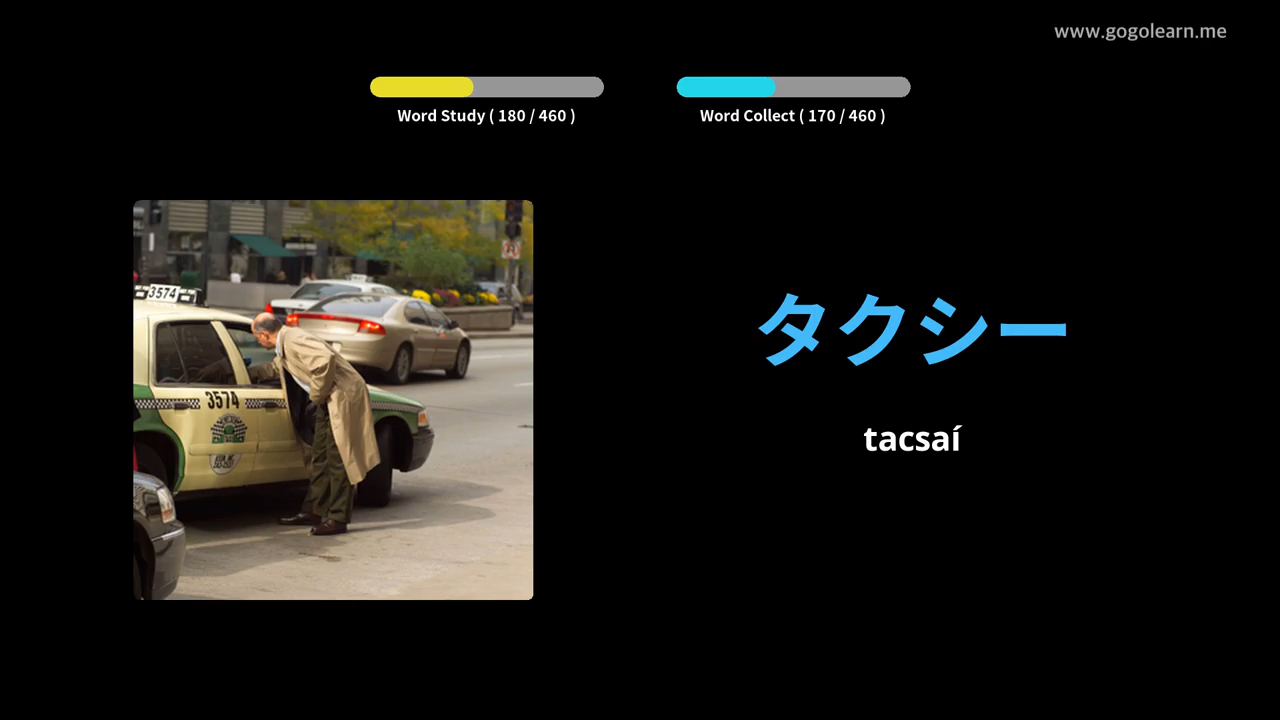 www.gogolearn.me
Word Study ( 180 / 460 )
Word Collect ( 170 / 460 )
3574
3574
タクシー
tacsaí